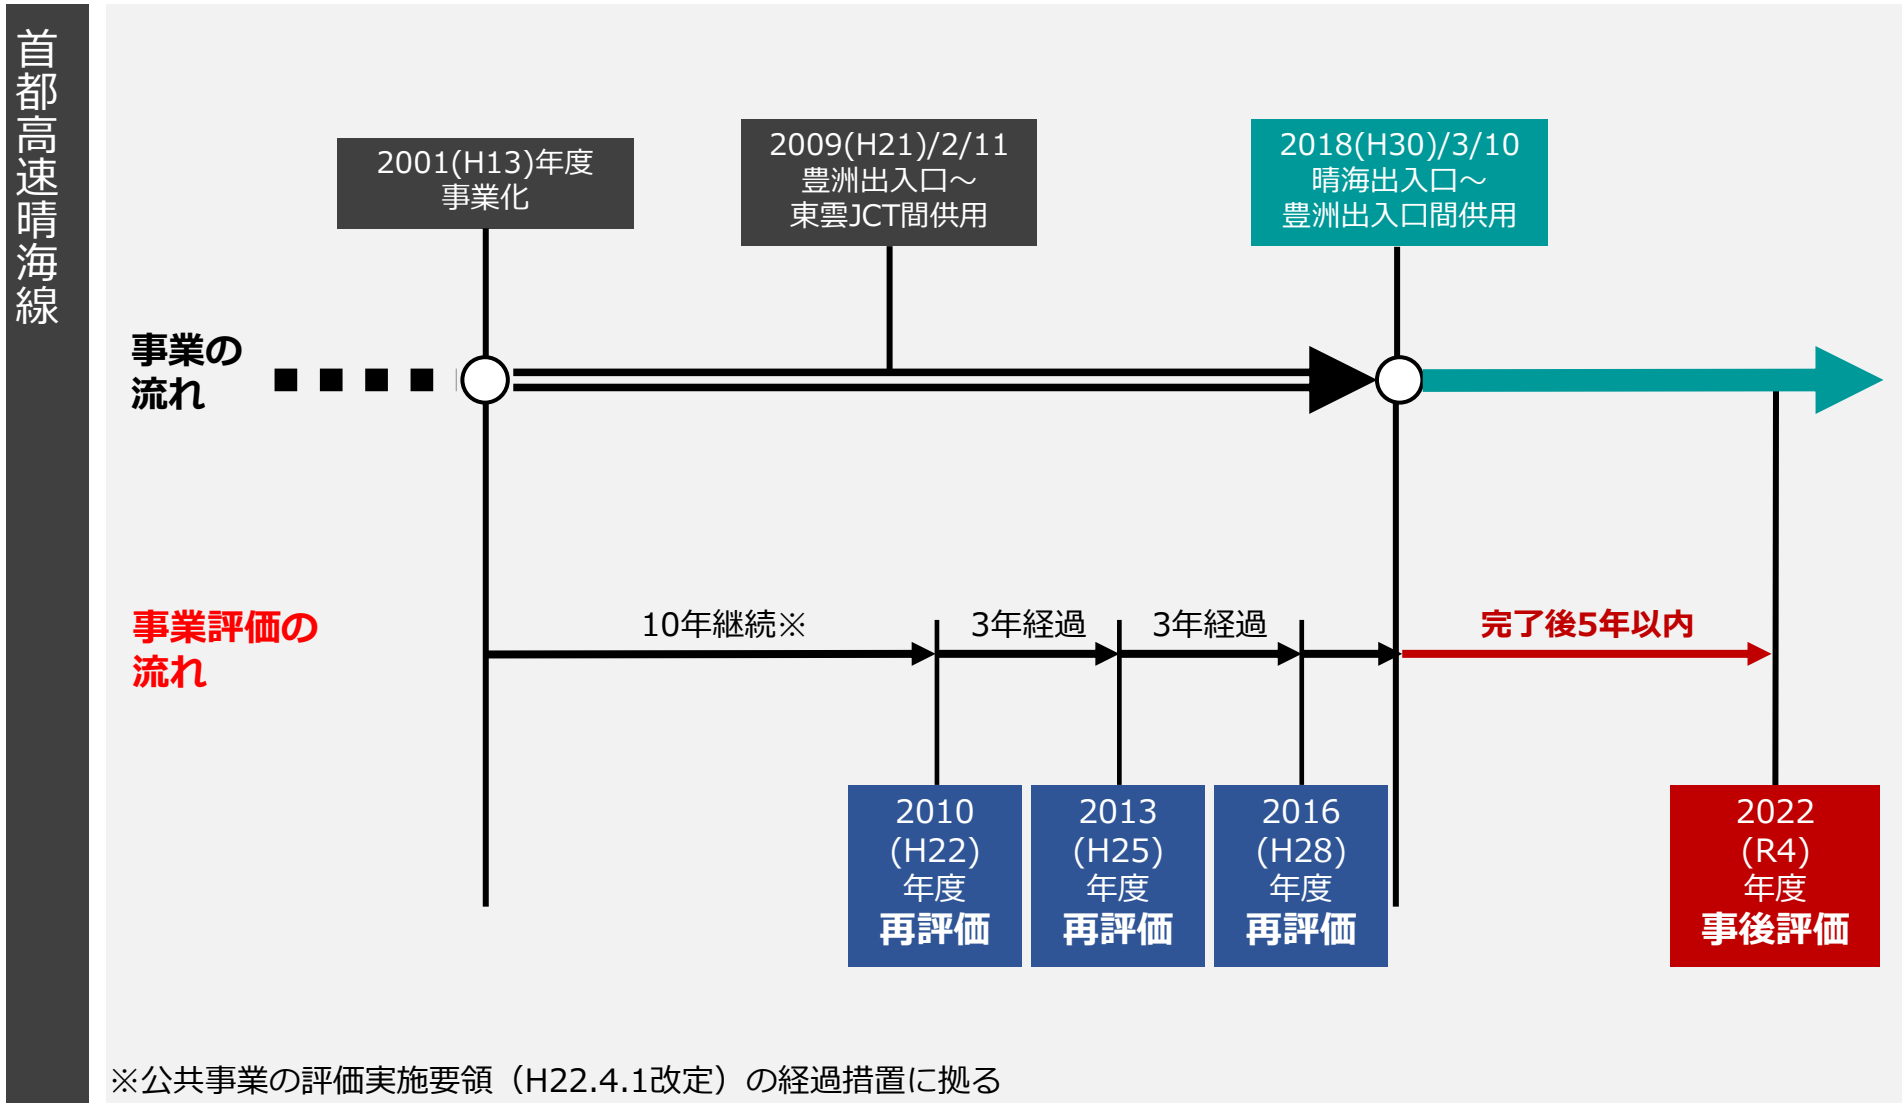 首都高速晴海線
2001(H13)年度
事業化
2009(H21)/2/11
豊洲出入口～
東雲JCT間供用
2018(H30)/3/10
晴海出入口～
豊洲出入口間供用
事業の
流れ
事業評価の
流れ
10年継続※
3年経過
3年経過
完了後5年以内
2010
(H22)
年度
再評価
2013
(H25)
年度
再評価
2016
(H28)
年度
再評価
2022
(R4)
年度
事後評価
※公共事業の評価実施要領（H22.4.1改定）の経過措置に拠る